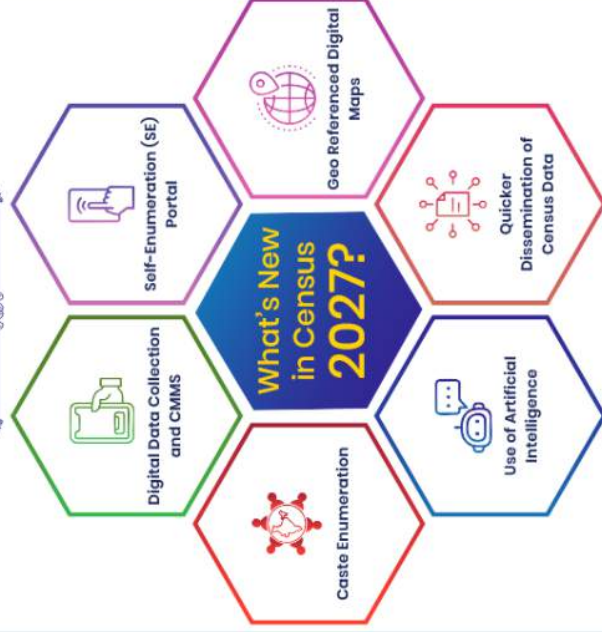 Digital Data Collection
and CMMS
Self-Enumeration (SE)
Portal
Caste Enumeration
What's New
in Census
2027?
Geo Referenced Digital
Maps
Use of Artificial
Intelligence
Quicker
Dissemination of
Census Data